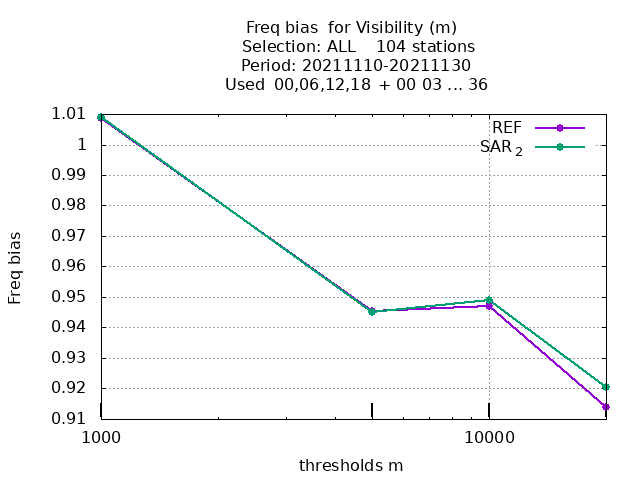 Freq bias for Visibility (m)
Selection: ALL 104 stations
Period: 20211110-20211130
Used 00,06,12,18 + 00 03 ... 36
REF
SAR 2
1.01
1
0.99
0.98
0.97
0.96
0.95
0.94
0.93
0.92
0.91
Freq bias
1000
10000
thresholds m